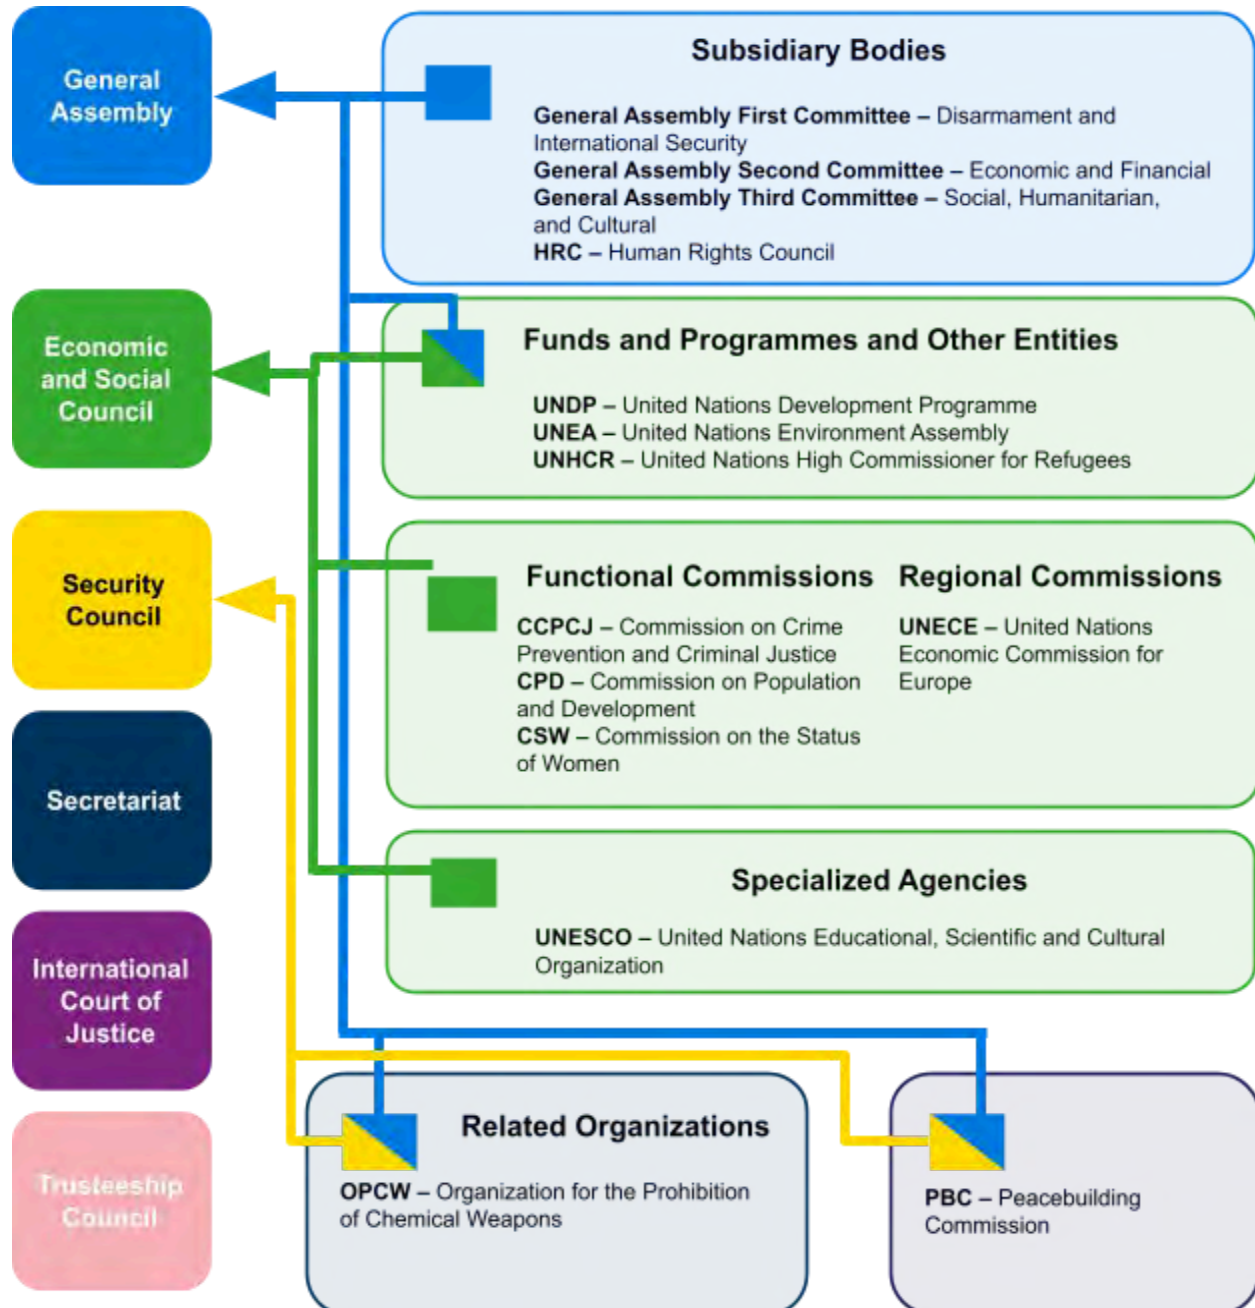 General
Assembly
Subsidiary Bodies
General Assembly First Committee – Disarmament and
International Security
General Assembly Second Committee – Economic and Financial
General Assembly Third Committee – Social, Humanitarian,
and Cultural
HRC – Human Rights Council
Economic
and Social
Council
Funds and Programmes and Other Entities
UNDP – United Nations Development Programme
UNEA – United Nations Environment Assembly
UNHCR – United Nations High Commissioner for Refugees
Security
Council
Functional Commissions
CCPCJ – Commission on Crime
Prevention and Criminal Justice
CPD – Commission on Population
and Development
CSW – Commission on the Status
of Women
Regional Commissions
UNECE – United Nations
Economic Commission for
Europe
Secretariat
Specialized Agencies
UNESCO – United Nations Educational, Scientific and Cultural
Organization
International
Court of
Justice
Trusteeship
Council
Related Organizations
OPCW – Organization for the Prohibition
of Chemical Weapons
PBC – Peacebuilding
Commission